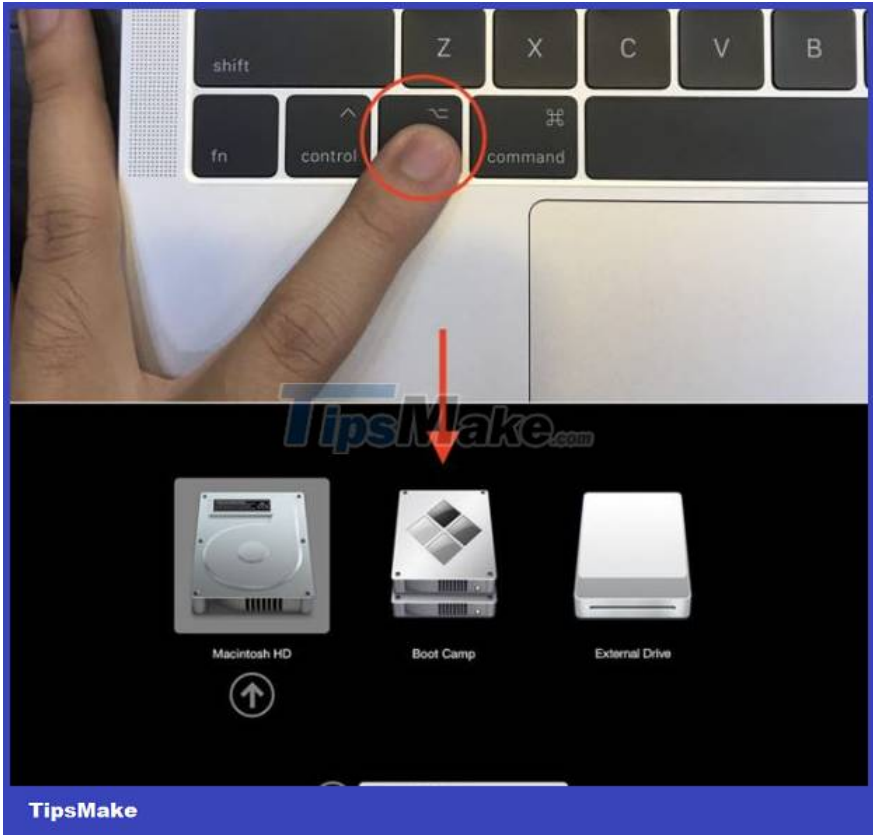 Z X C V B
shift
⌃ ⌥ ⌘
fn control command
TipsMake.com
Macintosh HD Boot Camp External Drive
TipsMake